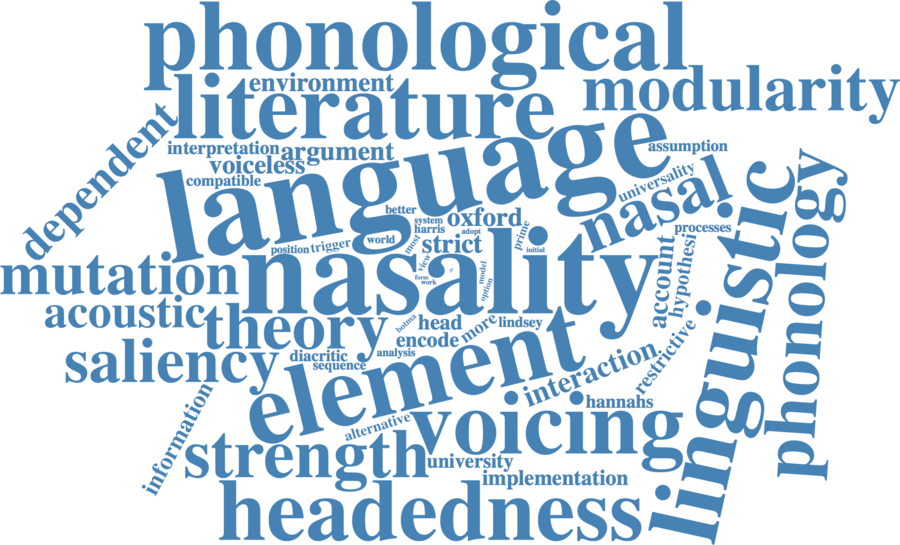 phonological
environment
modularity
literature
dependent
language
assumption
interpretation
argument
voiceless
compatible
universality
nasal
linguistic
phonology
better
system
oxford
harris
adopt
world
most
strict
prime
initial
processes
position
trigger
view
nasality
mutation
form
work
model
option
account
hypothesi
acoustic
theory
botma
head
more
lindsey
encode
saliency
diacritic
sequence
analysis
element
interaction
restrictive
information
alternative
voicing
hannahs
strength
university
implementation
headedness